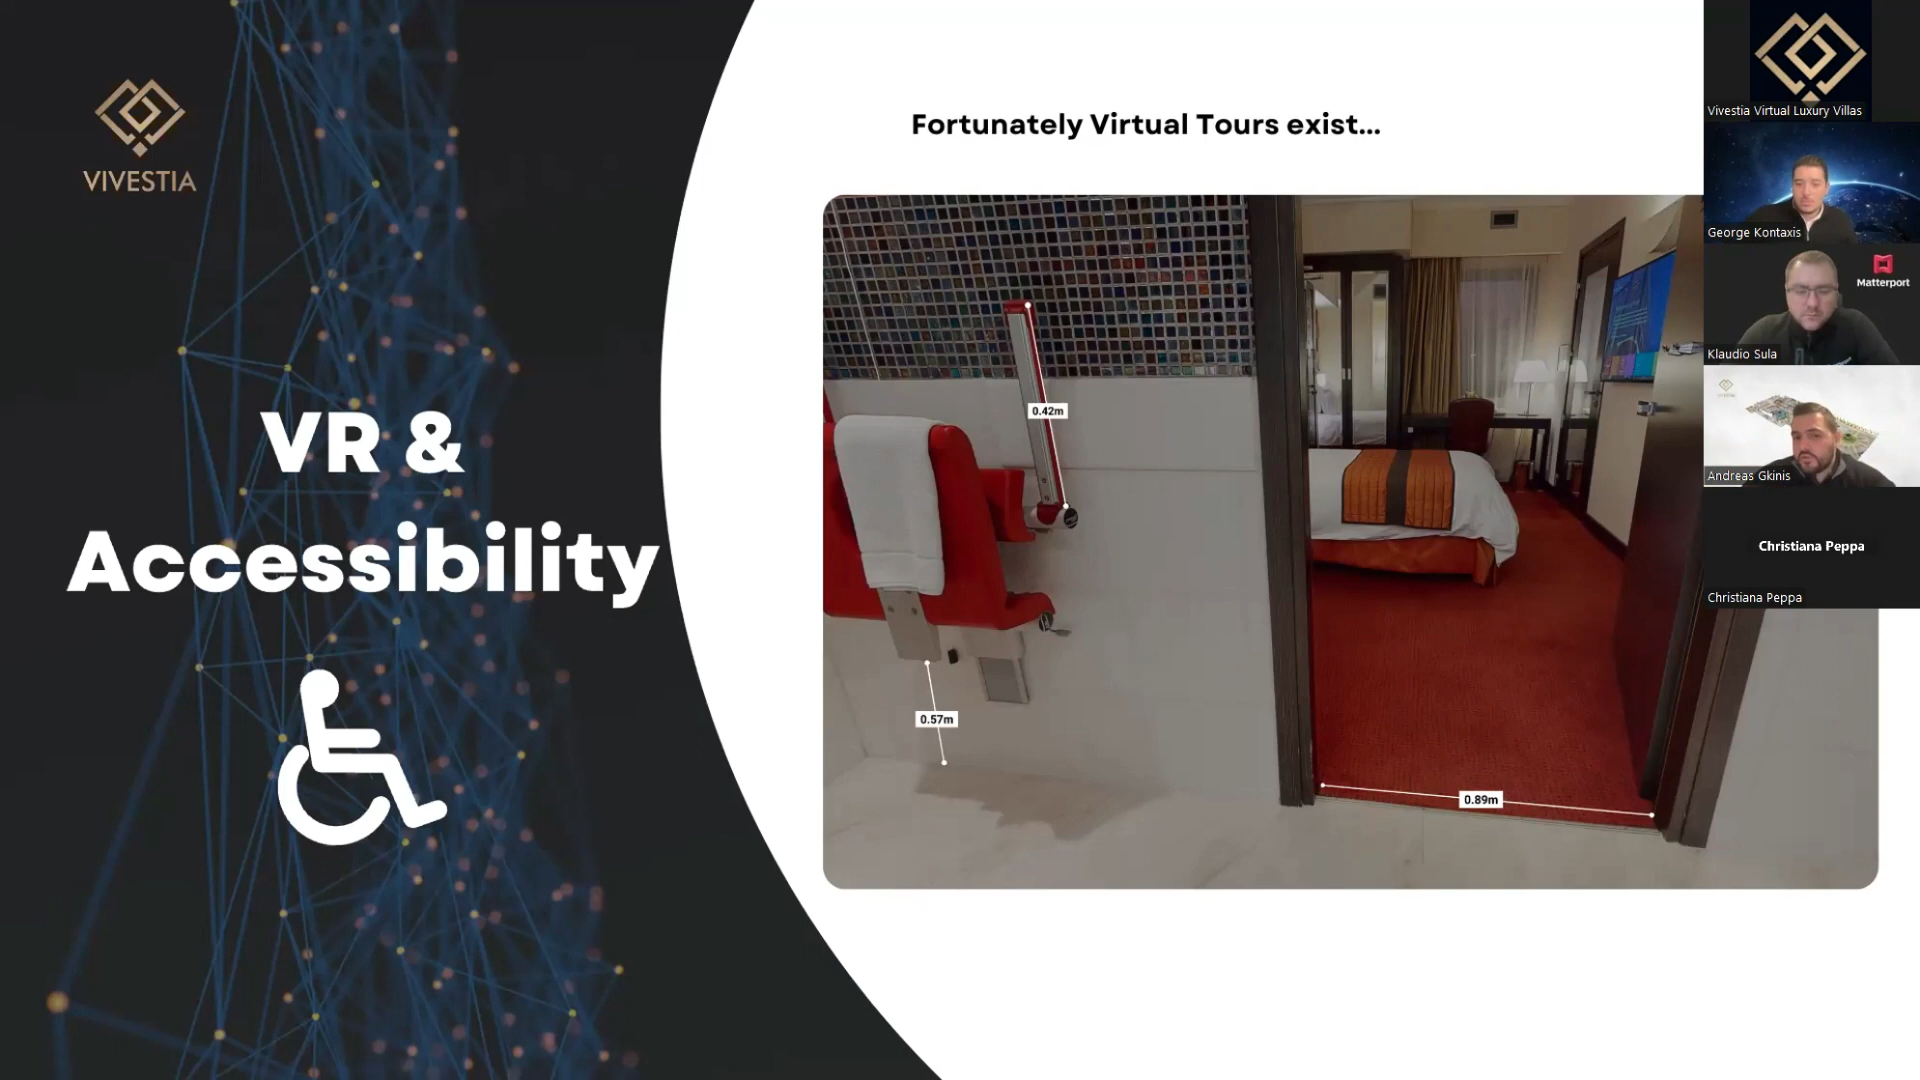 VIVESTIA
VR &
Accessibility
Fortunately Virtual Tours exist...
0.42m
0.57m
0.89m
Vivestia Virtual Luxury Villas
George Kontaxis
Matterport
Klaudio Sula
Andreas Gkinis
Christiana Peppa
Christiana Peppa